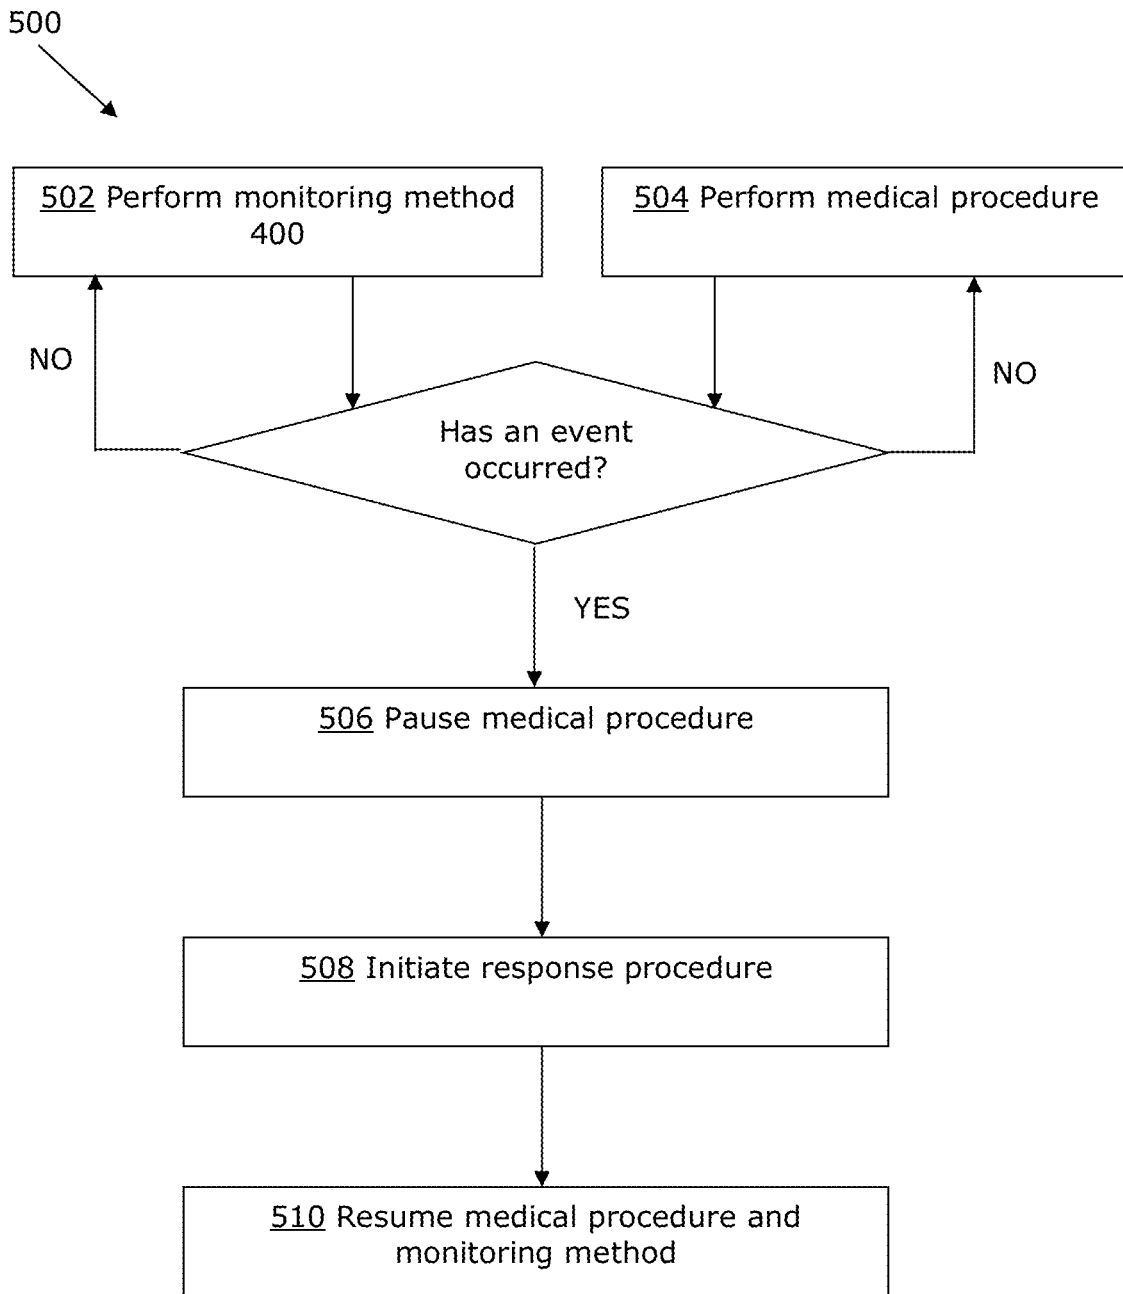 500
502 Perform monitoring method
400
504 Perform medical procedure
NO
NO
Has an event
occurred?
YES
506 Pause medical procedure
508 Initiate response procedure
510 Resume medical procedure and
monitoring method